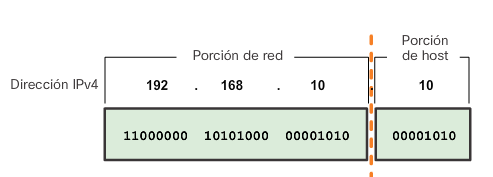 Porción de red
Porción
de host
Dirección IPv4 192 . 168 . 10 . 10
11000000 10101000 00001010 00001010